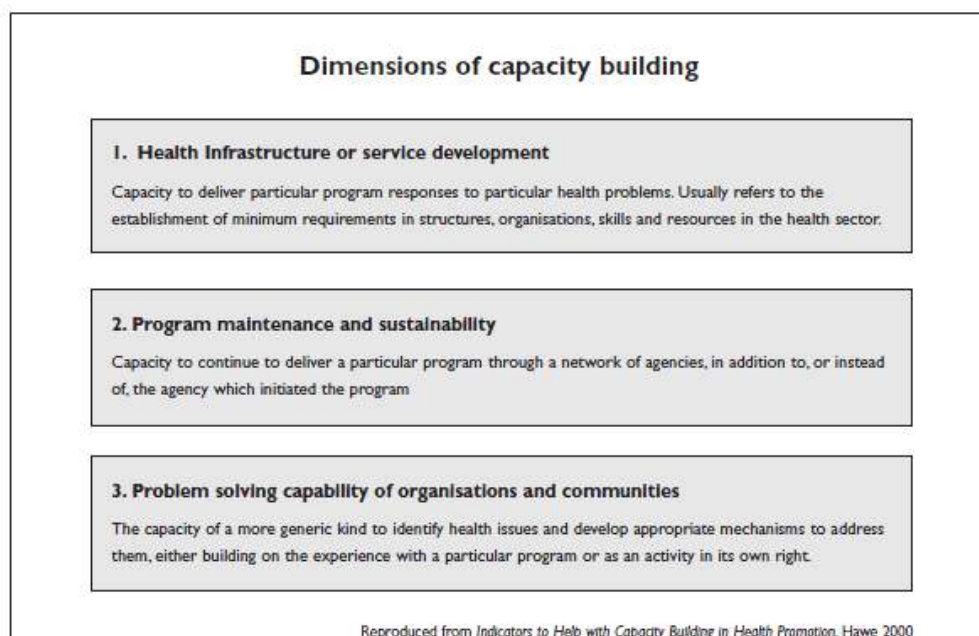 Dimensions of capacity building
1. Health Infrastructure or service development
Capacity to deliver particular program responses to particular health problems. Usually refers to the
establishment of minimum requirements in structures, organisations, skills and resources in the health sector.
2. Program maintenance and sustainability
Capacity to continue to deliver a particular program through a network of agencies, in addition to, or instead
of, the agency which initiated the program
3. Problem solving capability of organisations and communities
The capacity of a more generic kind to identify health issues and develop appropriate mechanisms to address
them, either building on the experience with a particular program or as an activity in its own right.
Reproduced from Indicators to Help with Capacity Building in Health Promotion, Hawe 2000